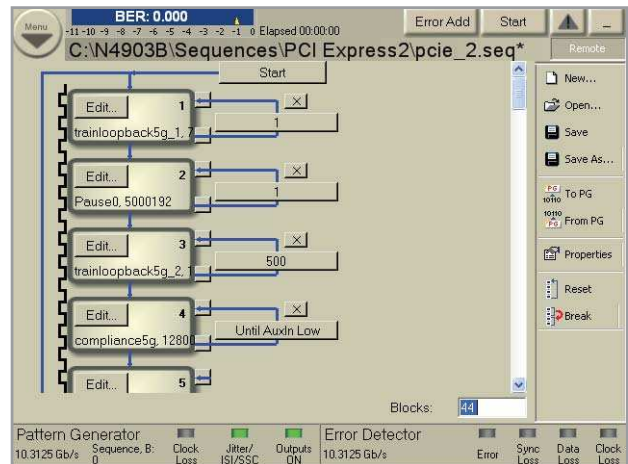 Menu
BER: 0.000
-11 -10 -9 -8 -7 -6 -5 -4 -3 -2 -1 0 Elapsed 00:00:00
Error Add
Start
C:\N4903B\Sequences\PCI Express2\pcie_2.seq*
Remote
Start
Edit... 1
trainloopback5g_1, 7
1
Edit... 2
Pause0, 5000192
1
Edit... 3
trainloopback5g_2, 1
500
Edit... 4
compliance5g, 12800
Until AuxIn Low
Edit... 5
Blocks: 44
New...
Open...
Save
Save As...
To PG
From PG
Properties
Reset
Break
Pattern Generator
10.3125 Gb/s
Sequence, B:
0
Clock
Loss
Jitter/
ISI/SSC
Outputs
ON
Error Detector
10.3125 Gb/s
Error
Sync
Loss
Data
Loss
Clock
Loss